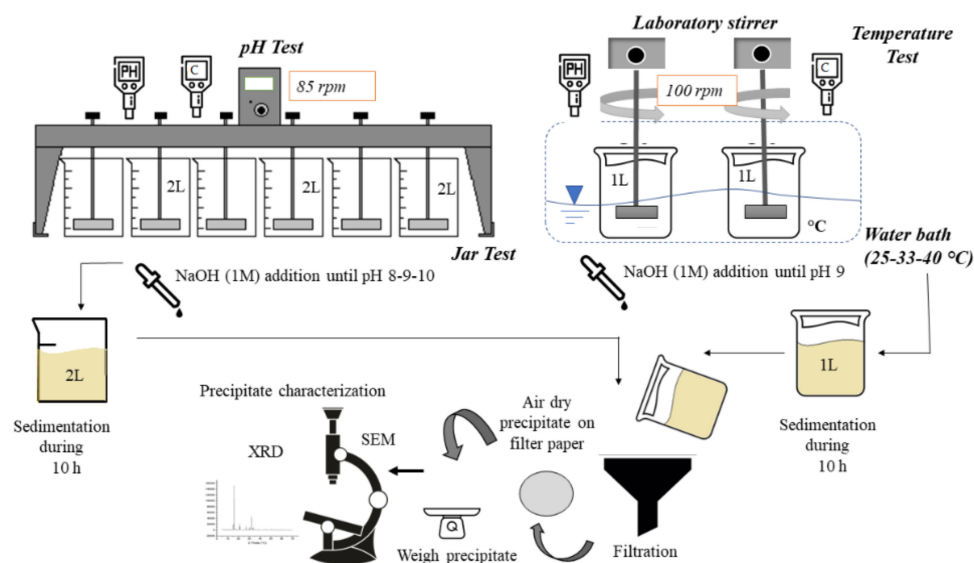 pH Test
PH
C
85 rpm
2L
2L
2L
Jar Test
NaOH (1M) addition until pH 8-9-10
Laboratory stirrer
Temperature
Test
PH
C
100 rpm
1L
1L
°C
Water bath
(25-33-40 °C)
NaOH (1M) addition until pH 9
2L
Sedimentation
during
10 h
1L
Sedimentation
during
10 h
Precipitate characterization
XRD
SEM
Air dry
precipitate on
filter paper
Q
Weigh precipitate
Filtration